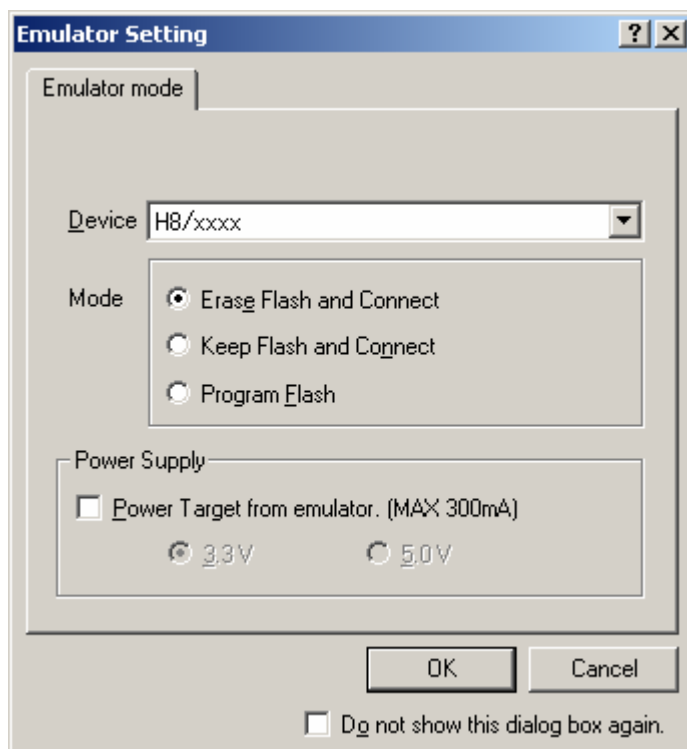 Emulator Setting
Emulator mode
Device H8/xxxx
Mode
Erase Flash and Connect
Keep Flash and Connect
Program Flash
Power Supply
Power Target from emulator. (MAX 300mA)
3.3V 5.0V
OK Cancel
Do not show this dialog box again.